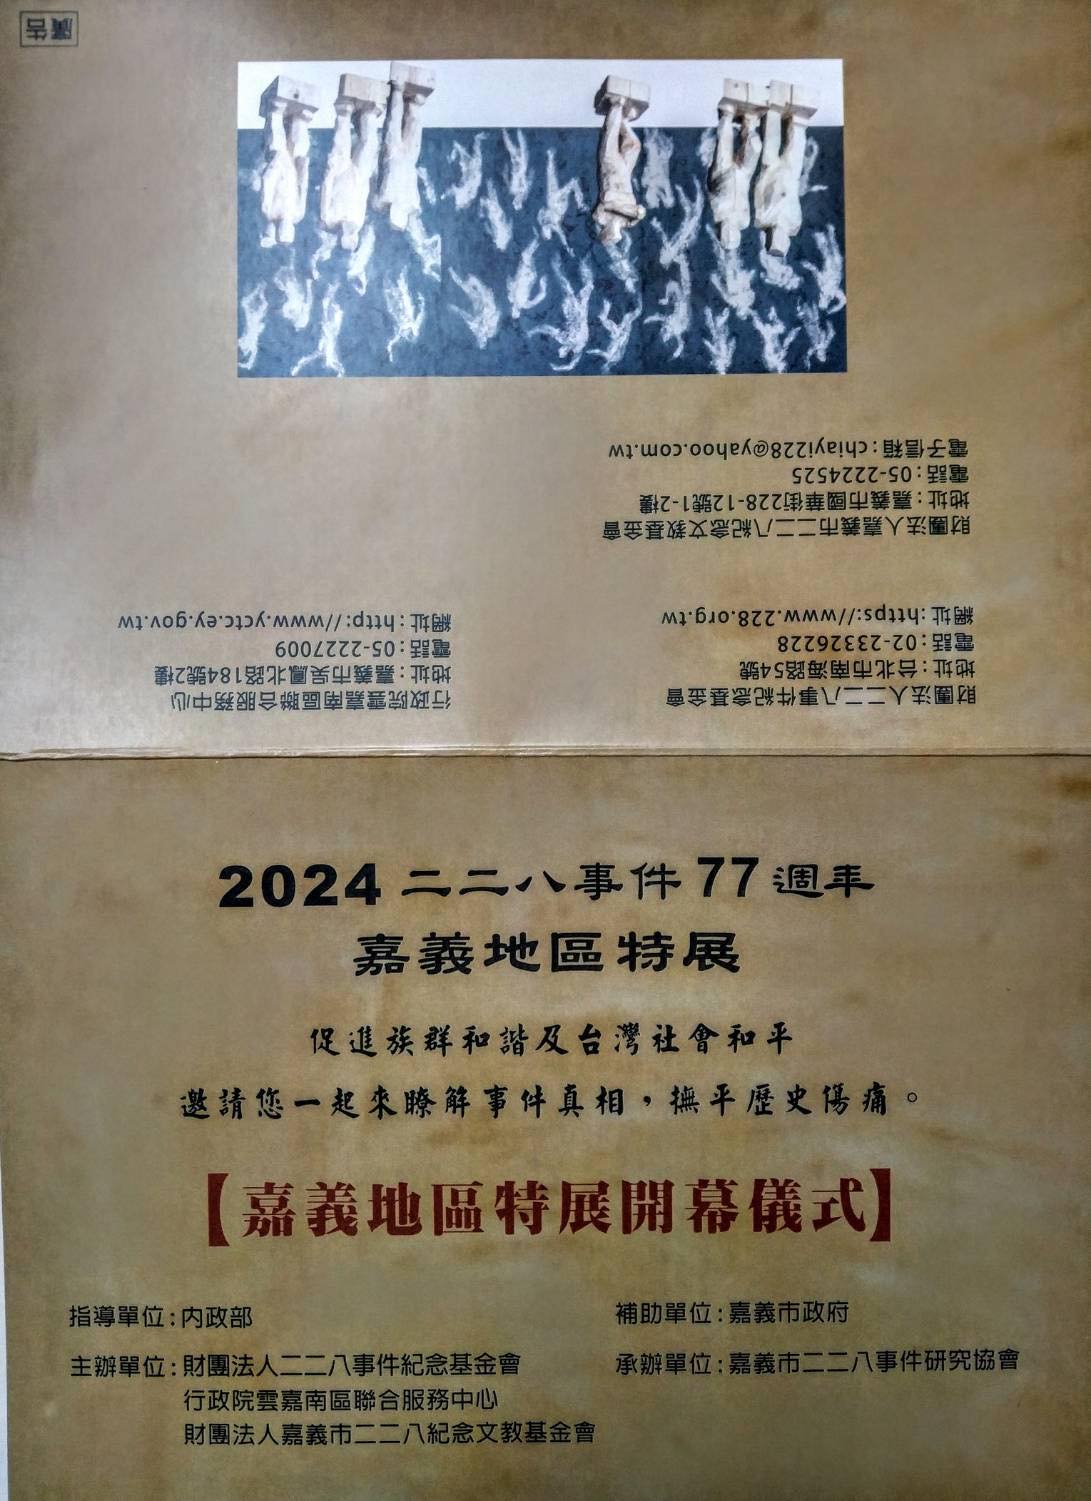 廣告
財團法人二二八事件紀念基金會
地址:台北市南海路54號
電話:02-23326228
網址:https://www.228.org.tw
行政院雲嘉南區聯合服務中心
地址:嘉義市吳鳳北路184號2樓
電話:05-2227009
網址:http://www.yctc.ey.gov.tw
財團法人嘉義市二二八紀念文教基金會
地址:嘉義市國華街228-12號1-2樓
電話:05-2224525
電子信箱:chiayi228@yahoo.com.tw
2024 二二八事件 77 週年
嘉義地區特展
促進族群和諧及台灣社會和平
邀請您一起來瞭解事件真相,撫平歷史傷痛。
【嘉義地區特展開幕儀式】
指導單位:內政部
補助單位:嘉義市政府
主辦單位:財團法人二二八事件紀念基金會
行政院雲嘉南區聯合服務中心
財團法人嘉義市二二八紀念文教基金會
承辦單位:嘉義市二二八事件研究協會